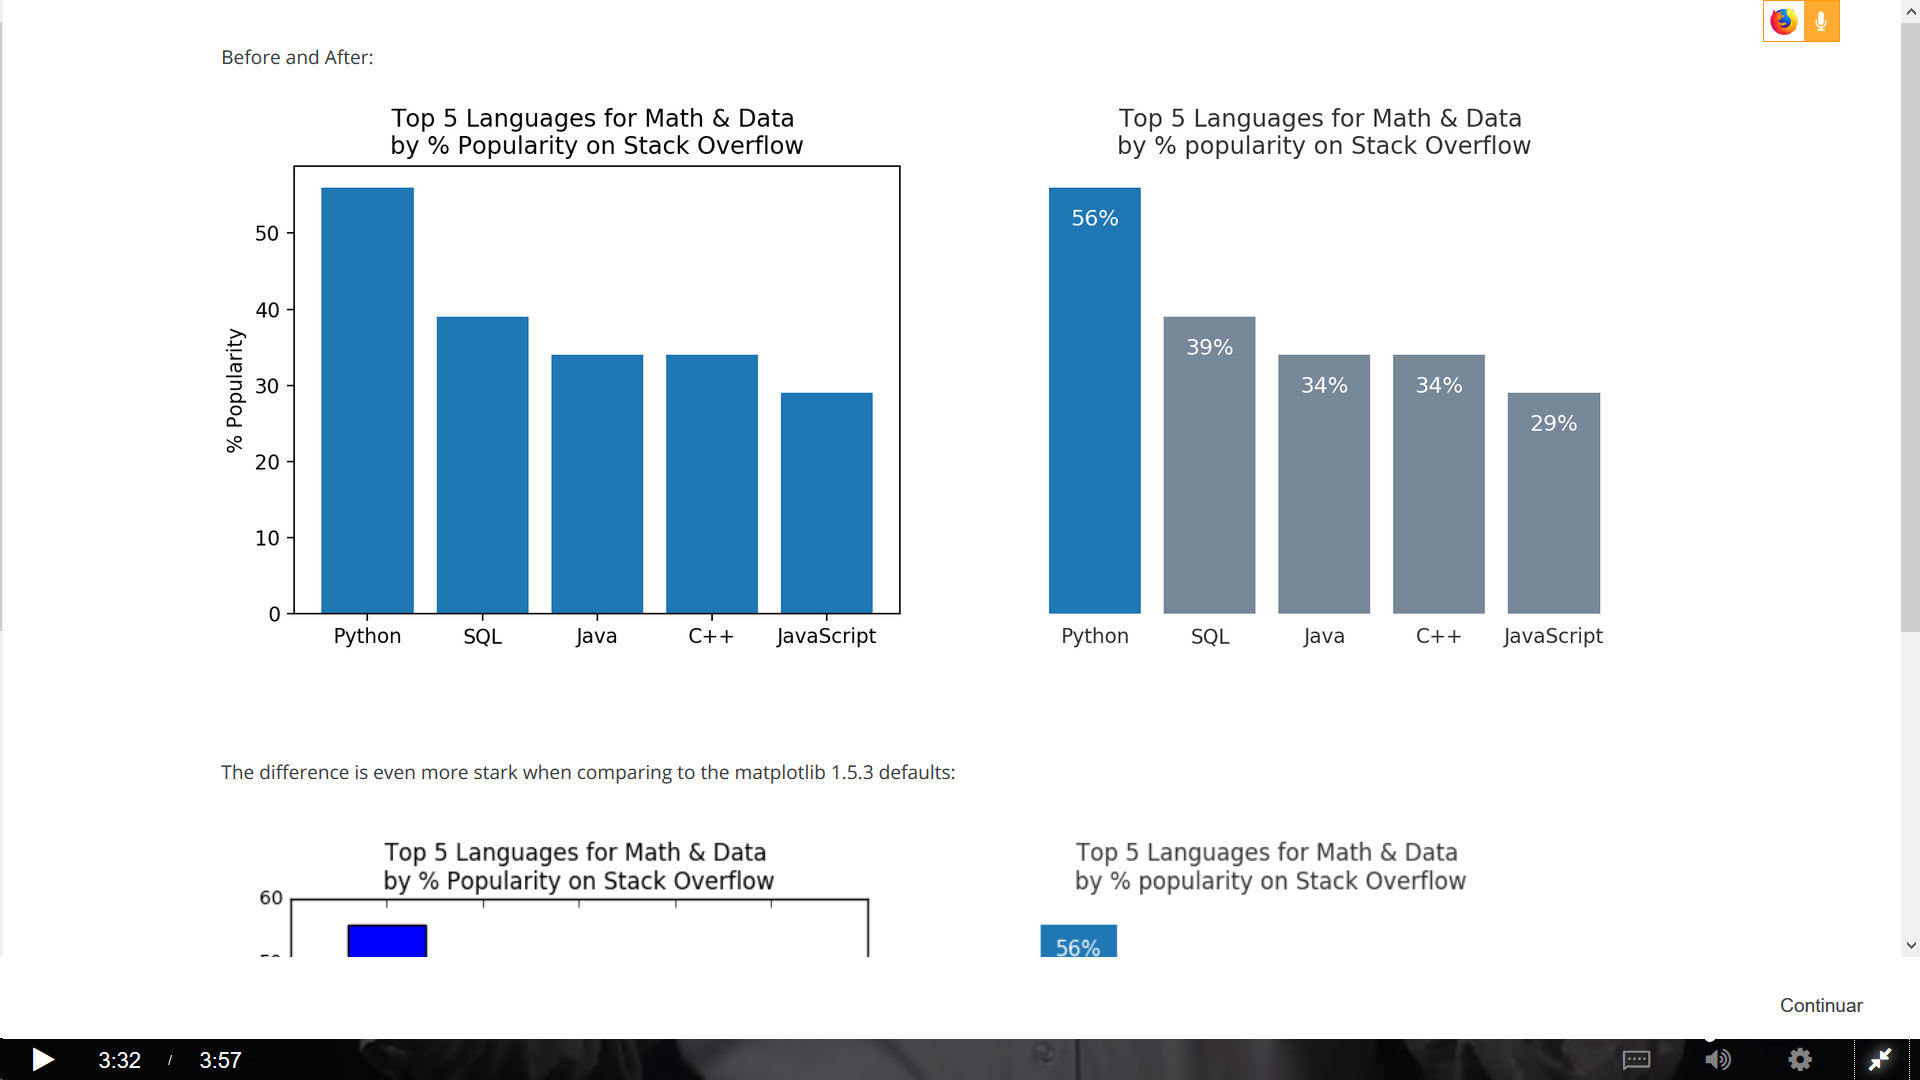 Before and After:
Top 5 Languages for Math & Data
by % Popularity on Stack Overflow
% Popularity
50
40
30
20
10
0
Python SQL Java C++ JavaScript
Top 5 Languages for Math & Data
by % popularity on Stack Overflow
56%
39%
34% 34%
29%
Python SQL Java C++ JavaScript
The difference is even more stark when comparing to the matplotlib 1.5.3 defaults:
Top 5 Languages for Math & Data
by % Popularity on Stack Overflow
60
Top 5 Languages for Math & Data
by % popularity on Stack Overflow
56%
Continuar
3:32 / 3:57